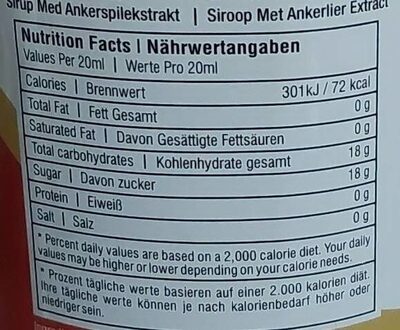 Sirup Med Ankerspilekstrakt | Siroop Met Ankerlier Extract
Nutrition Facts | Nährwertangaben
Values Per 20ml | Werte Pro 20ml
Calories | Brennwert 301kJ / 72 kcal
Total Fat | Fett Gesamt 0 g
Saturated Fat | Davon Gesättigte Fettsäuren 0 g
Total carbohydrates | Kohlenhydrate gesamt 18 g
Sugar | Davon zucker 18 g
Protein | Eiweiß 0 g
Salt | Salz 0 g
* Percent daily values are based on a 2,000 calorie diet. Your daily
values may be higher or lower depending on your calorie needs.
* Prozent tägliche werte basieren auf einer 2.000 kalorien diät.
Ihre tägliche werte können je nach kalorienbedarf höher oder
niedriger sein.